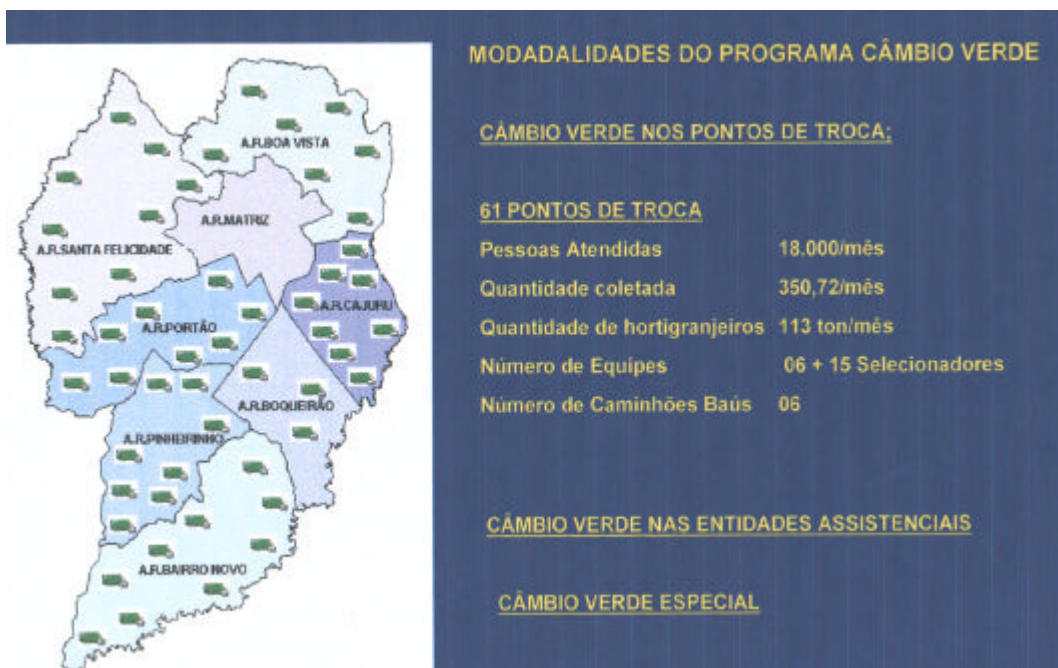 MODADALIDADES DO PROGRAMA CÂMBIO VERDE
CÂMBIO VERDE NOS PONTOS DE TROCA;
61 PONTOS DE TROCA
Pessoas Atendidas 18.000/mês
Quantidade coletada 350,72/mês
Quantidade de hortigranjeiros 113 ton/mês
Número de Equipes 06 + 15 Selecionadores
Número de Caminhões Baús 06
CÂMBIO VERDE NAS ENTIDADES ASSISTENCIAIS
CÂMBIO VERDE ESPECIAL
A.R.BOA VISTA
A.R.MATRIZ
A.R.SANTA FELICIDADE
A.R.CAJURU
A.R.PORTÃO
A.R.BOQUEIRÃO
A.R.PINHEIRINHO
A.R.BAIRRO NOVO